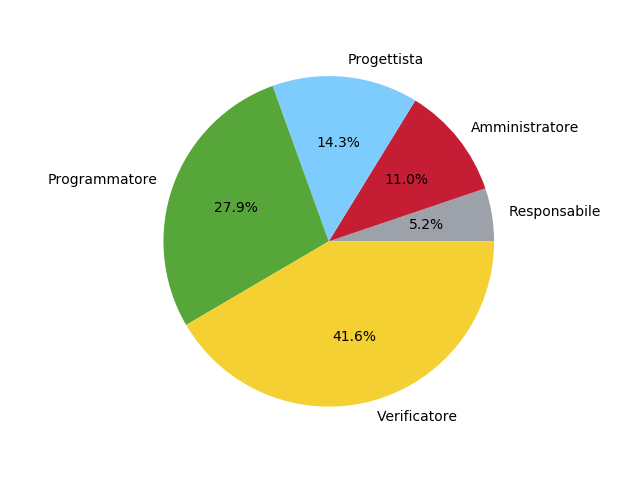 Progettista
Amministratore
14.3%
Programmatore
11.0%
27.9%
Responsabile
5.2%
41.6%
Verificatore